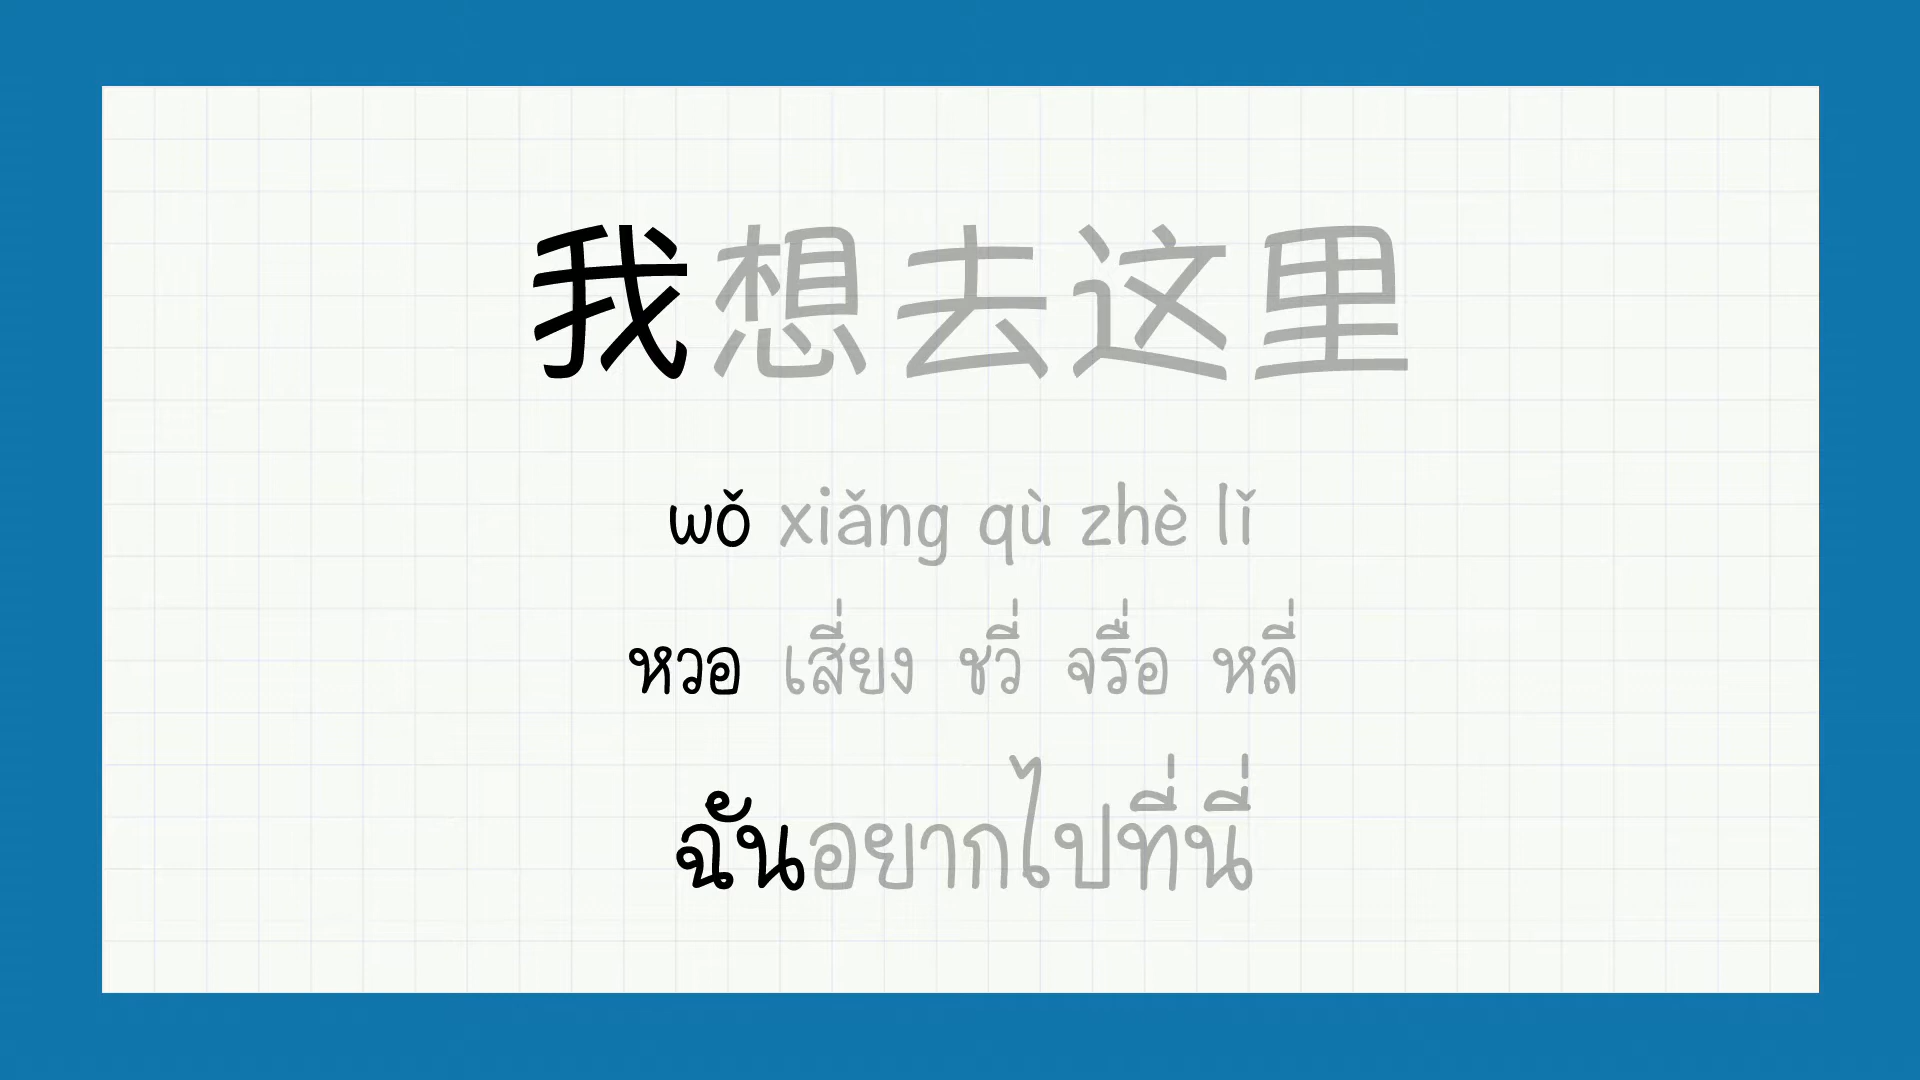 我想去这里
wǒ xiǎng qù zhè lǐ
หวอ เสี่ยง ชวี่ จรื่อ หลี่
ฉันอยากไปที่นี่